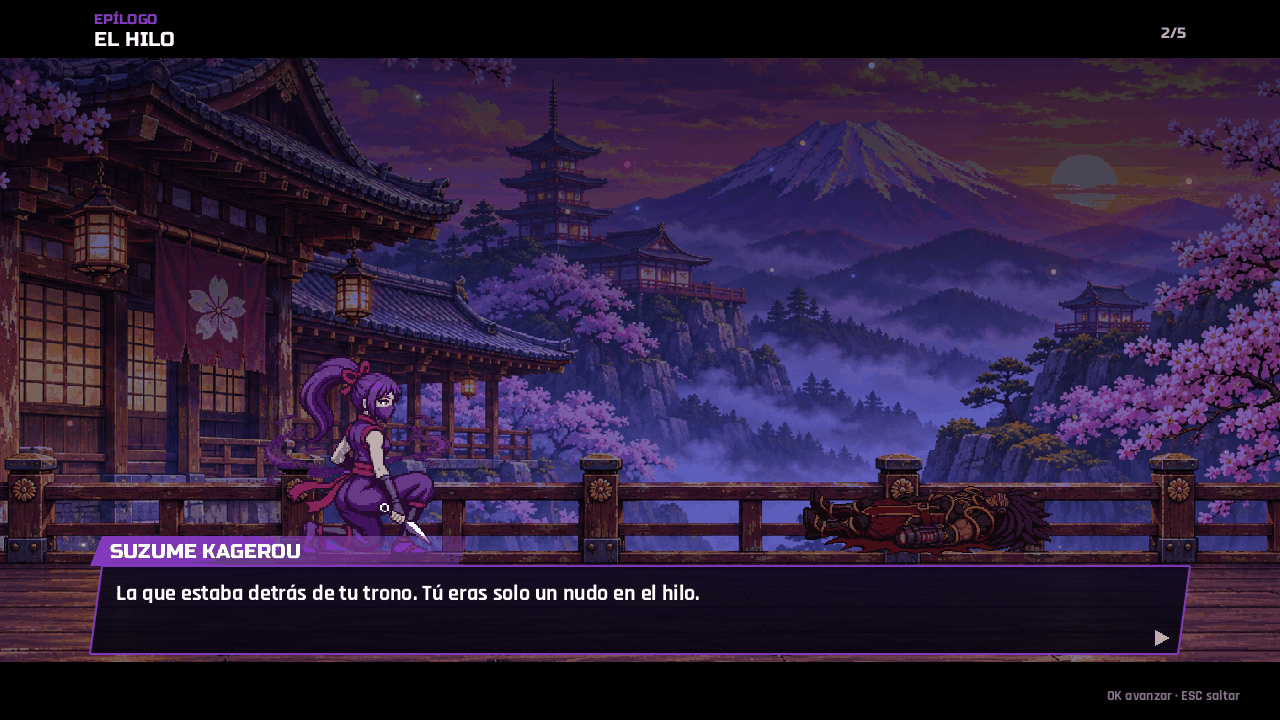 EPÍLOGO
EL HILO
2/5
SUZUME KAGEROU
La que estaba detrás de tu trono. Tú eras solo un nudo en el hilo.
OK avanzar · ESC saltar